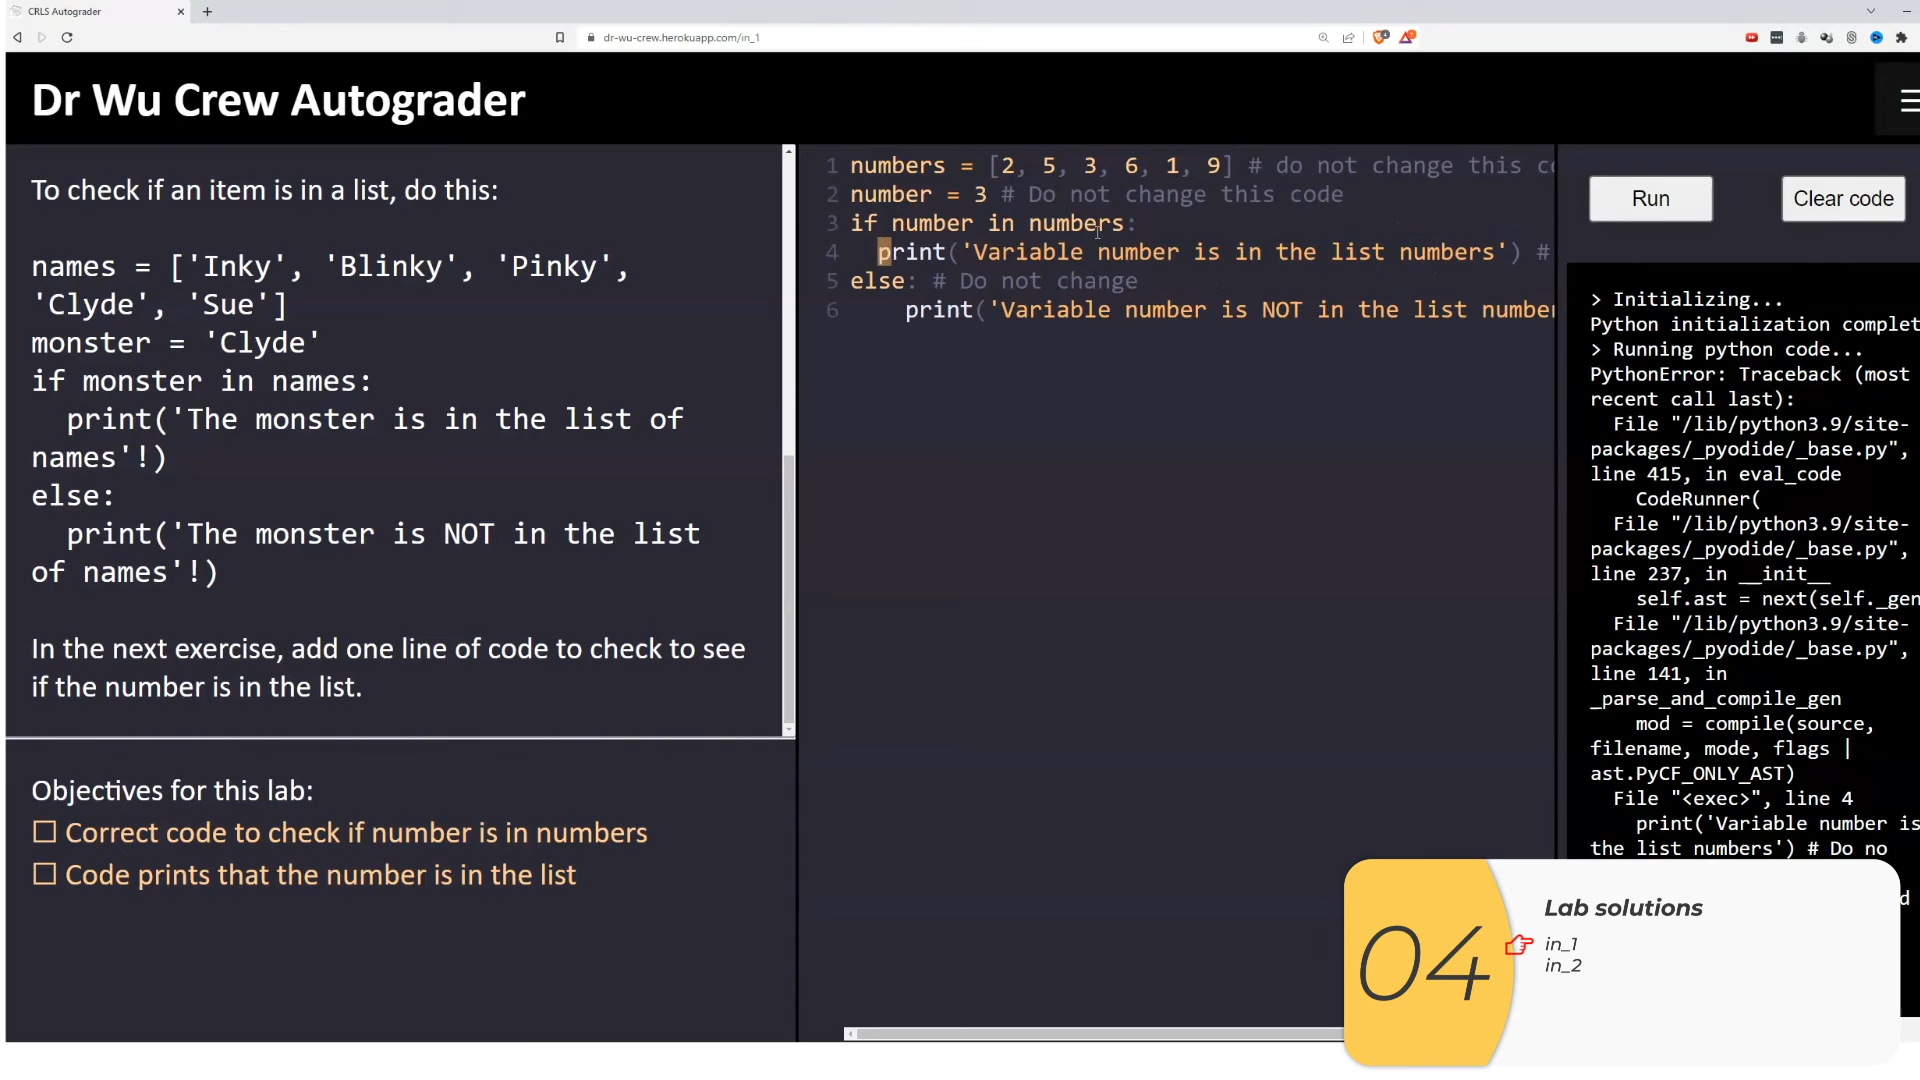 CRLS Autograder
dr-wu-crew.herokuapp.com/in_1
Dr Wu Crew Autograder
To check if an item is in a list, do this:
names = ['Inky', 'Blinky', 'Pinky',
'Clyde', 'Sue']
monster = 'Clyde'
if monster in names:
print('The monster is in the list of
names'!)
else:
print('The monster is NOT in the list
of names'!)
In the next exercise, add one line of code to check to see
if the number is in the list.
Objectives for this lab:
☐ Correct code to check if number is in numbers
☐ Code prints that the number is in the list
1 numbers = [2, 5, 3, 6, 1, 9] # do not change this co
2 number = 3 # Do not change this code
3 if number in numbers:
4 print('Variable number is in the list numbers') #
5 else: # Do not change
6 print('Variable number is NOT in the list number
Run
Clear code
> Initializing...
Python initialization complet
> Running python code...
PythonError: Traceback (most
recent call last):
File "/lib/python3.9/site-
packages/_pyodide/_base.py",
line 415, in eval_code
CodeRunner(
File "/lib/python3.9/site-
packages/_pyodide/_base.py",
line 237, in __init__
self.ast = next(self._gen
File "/lib/python3.9/site-
packages/_pyodide/_base.py",
line 141, in
_parse_and_compile_gen
mod = compile(source,
filename, mode, flags |
ast.PyCF_ONLY_AST)
File "<exec>", line 4
print('Variable number is
the list numbers') # Do no
d
04
Lab solutions
in_1
in_2